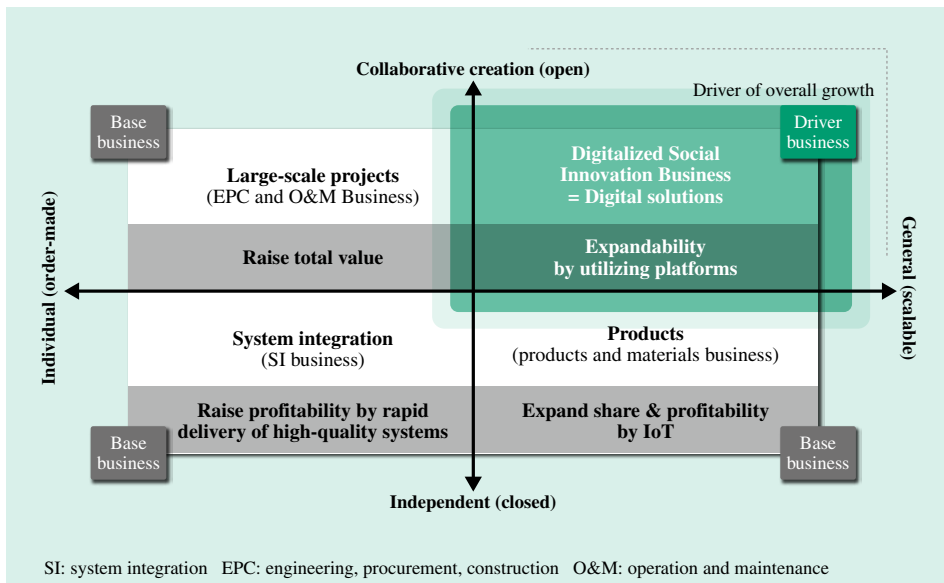 Collaborative creation (open)
Driver of overall growth
Base
business
Driver
business
Large-scale projects
(EPC and O&M Business)
Digitalized Social
Innovation Business
= Digital solutions
Raise total value
Expandability
by utilizing platforms
Individual (order-made)
General (scalable)
System integration
(SI business)
Products
(products and materials business)
Raise profitability by rapid
delivery of high-quality systems
Expand share & profitability
by IoT
Base
business
Base
business
Independent (closed)
SI: system integration EPC: engineering, procurement, construction O&M: operation and maintenance